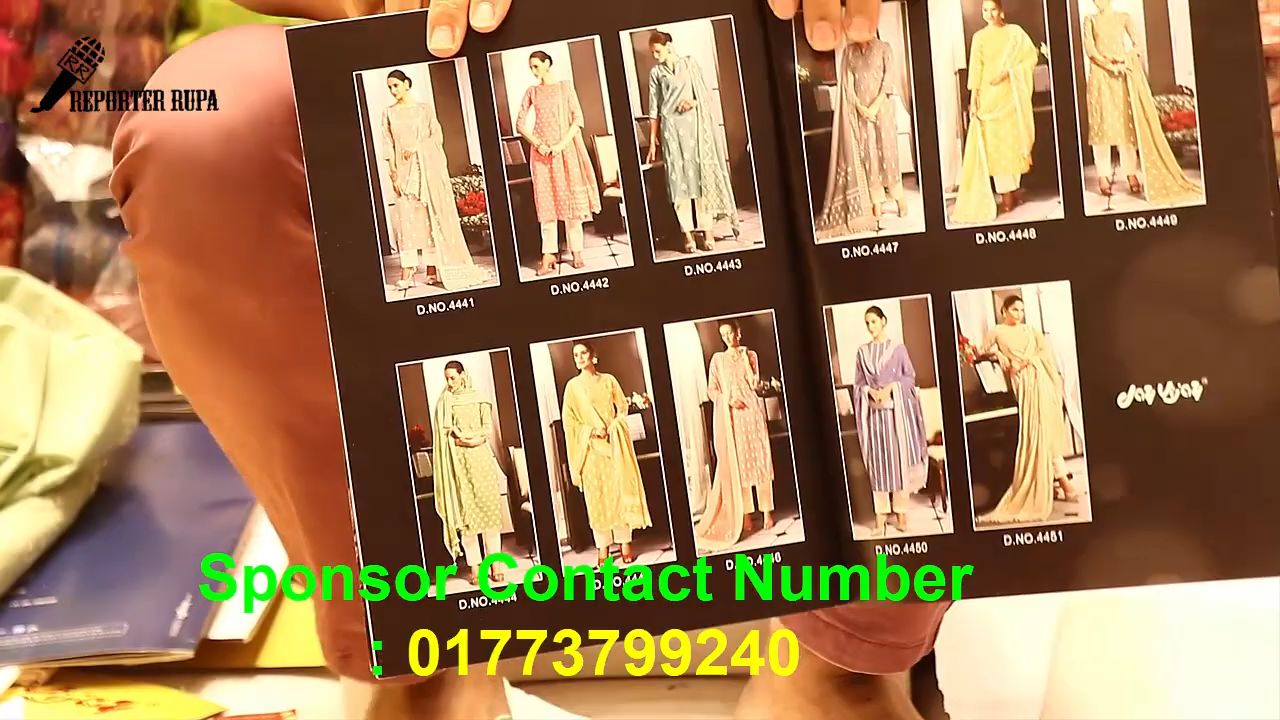 REPORTER RUPA
D.NO.4441
D.NO.4442
D.NO.4443
D.NO.4447
D.NO.4448
D.NO.4449
D.NO.4444
D.NO.4450
D.NO.4451
Sponsor Contact Number
: 01773799240